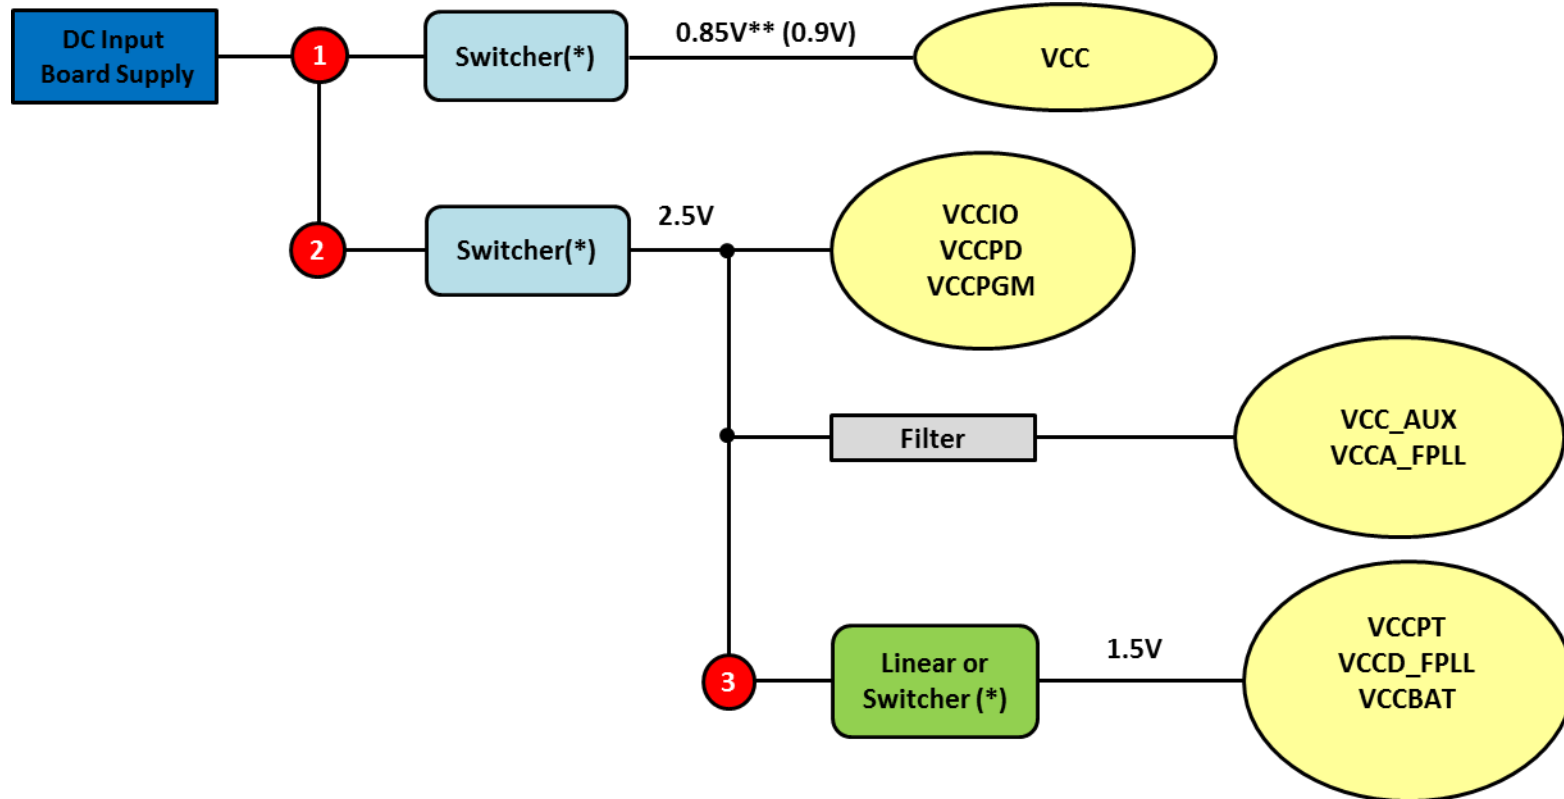 DC Input
Board Supply
1
Switcher(*)
0.85V** (0.9V)
VCC
2
Switcher(*)
2.5V
VCCIO
VCCPD
VCCPGM
Filter
VCC_AUX
VCCA_FPLL
3
Linear or
Switcher (*)
1.5V
VCCPT
VCCD_FPLL
VCCBAT